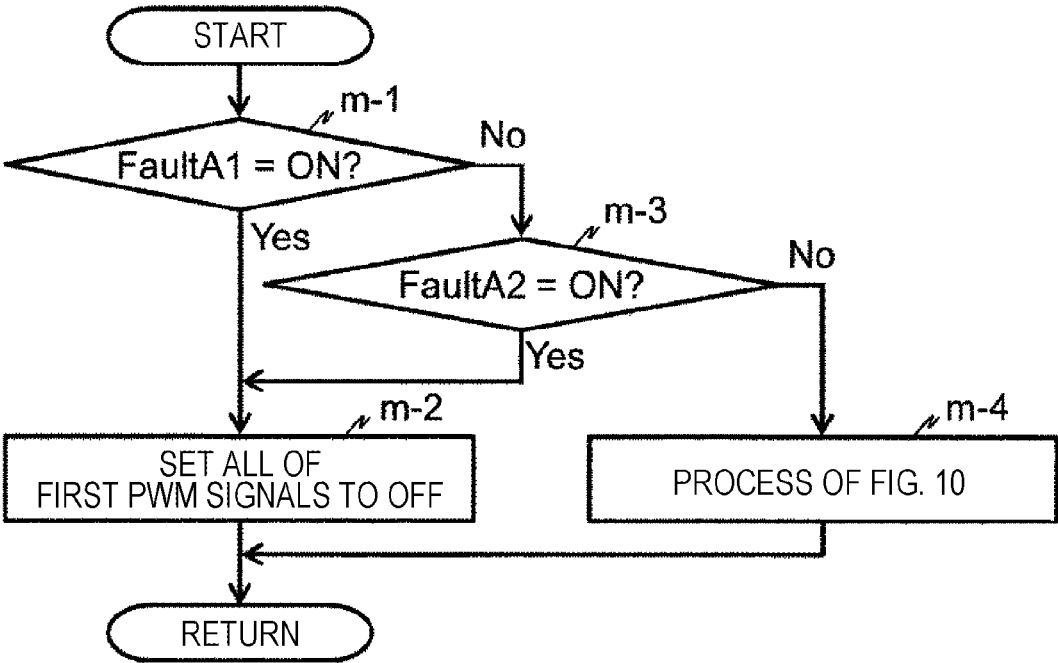 START
m-1
FaultA1 = ON?
No
Yes
m-3
FaultA2 = ON?
No
Yes
m-2
SET ALL OF
FIRST PWM SIGNALS TO OFF
m-4
PROCESS OF FIG. 10
RETURN